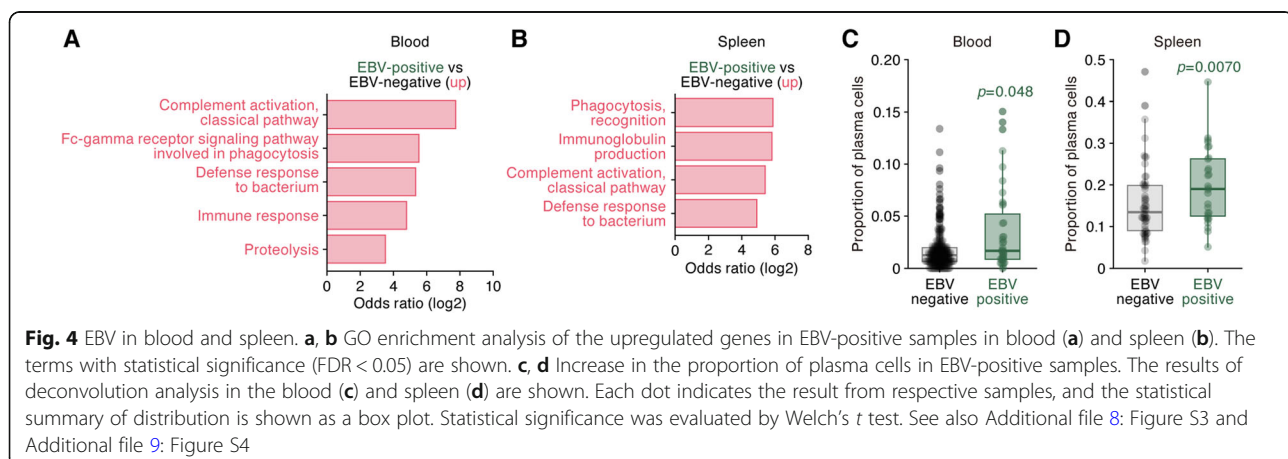 A
Blood
EBV-positive vs
EBV-negative (up)
Complement activation,
classical pathway
Fc-gamma receptor signaling pathway
involved in phagocytosis
Defense response
to bacterium
Immune response
Proteolysis
0 2 4 6 8 10
Odds ratio (log2)
B
Spleen
EBV-positive vs
EBV-negative (up)
Phagocytosis,
recognition
Immunoglobulin
production
Complement activation,
classical pathway
Defense response
to bacterium
0 2 4 6 8
Odds ratio (log2)
C
Blood
p=0.048
Proportion of plasma cells
0.20
0.15
0.10
0.05
0
EBV
negative
EBV
positive
D
Spleen
p=0.0070
Proportion of plasma cells
0.5
0.4
0.3
0.2
0.1
0
EBV
negative
EBV
positive
Fig. 4 EBV in blood and spleen. a, b GO enrichment analysis of the upregulated genes in EBV-positive samples in blood (a) and spleen (b). The
terms with statistical significance (FDR < 0.05) are shown. c, d Increase in the proportion of plasma cells in EBV-positive samples. The results of
deconvolution analysis in the blood (c) and spleen (d) are shown. Each dot indicates the result from respective samples, and the statistical
summary of distribution is shown as a box plot. Statistical significance was evaluated by Welch's t test. See also Additional file 8: Figure S3 and
Additional file 9: Figure S4